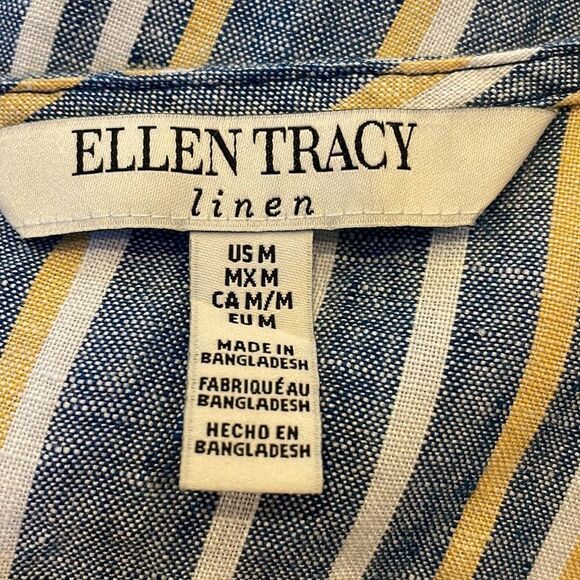 ELLEN TRACY
linen
US M
MX M
CA M/M
EU M
MADE IN
BANGLADESH
FABRIQUÉ AU
BANGLADESH
HECHO EN
BANGLADESH